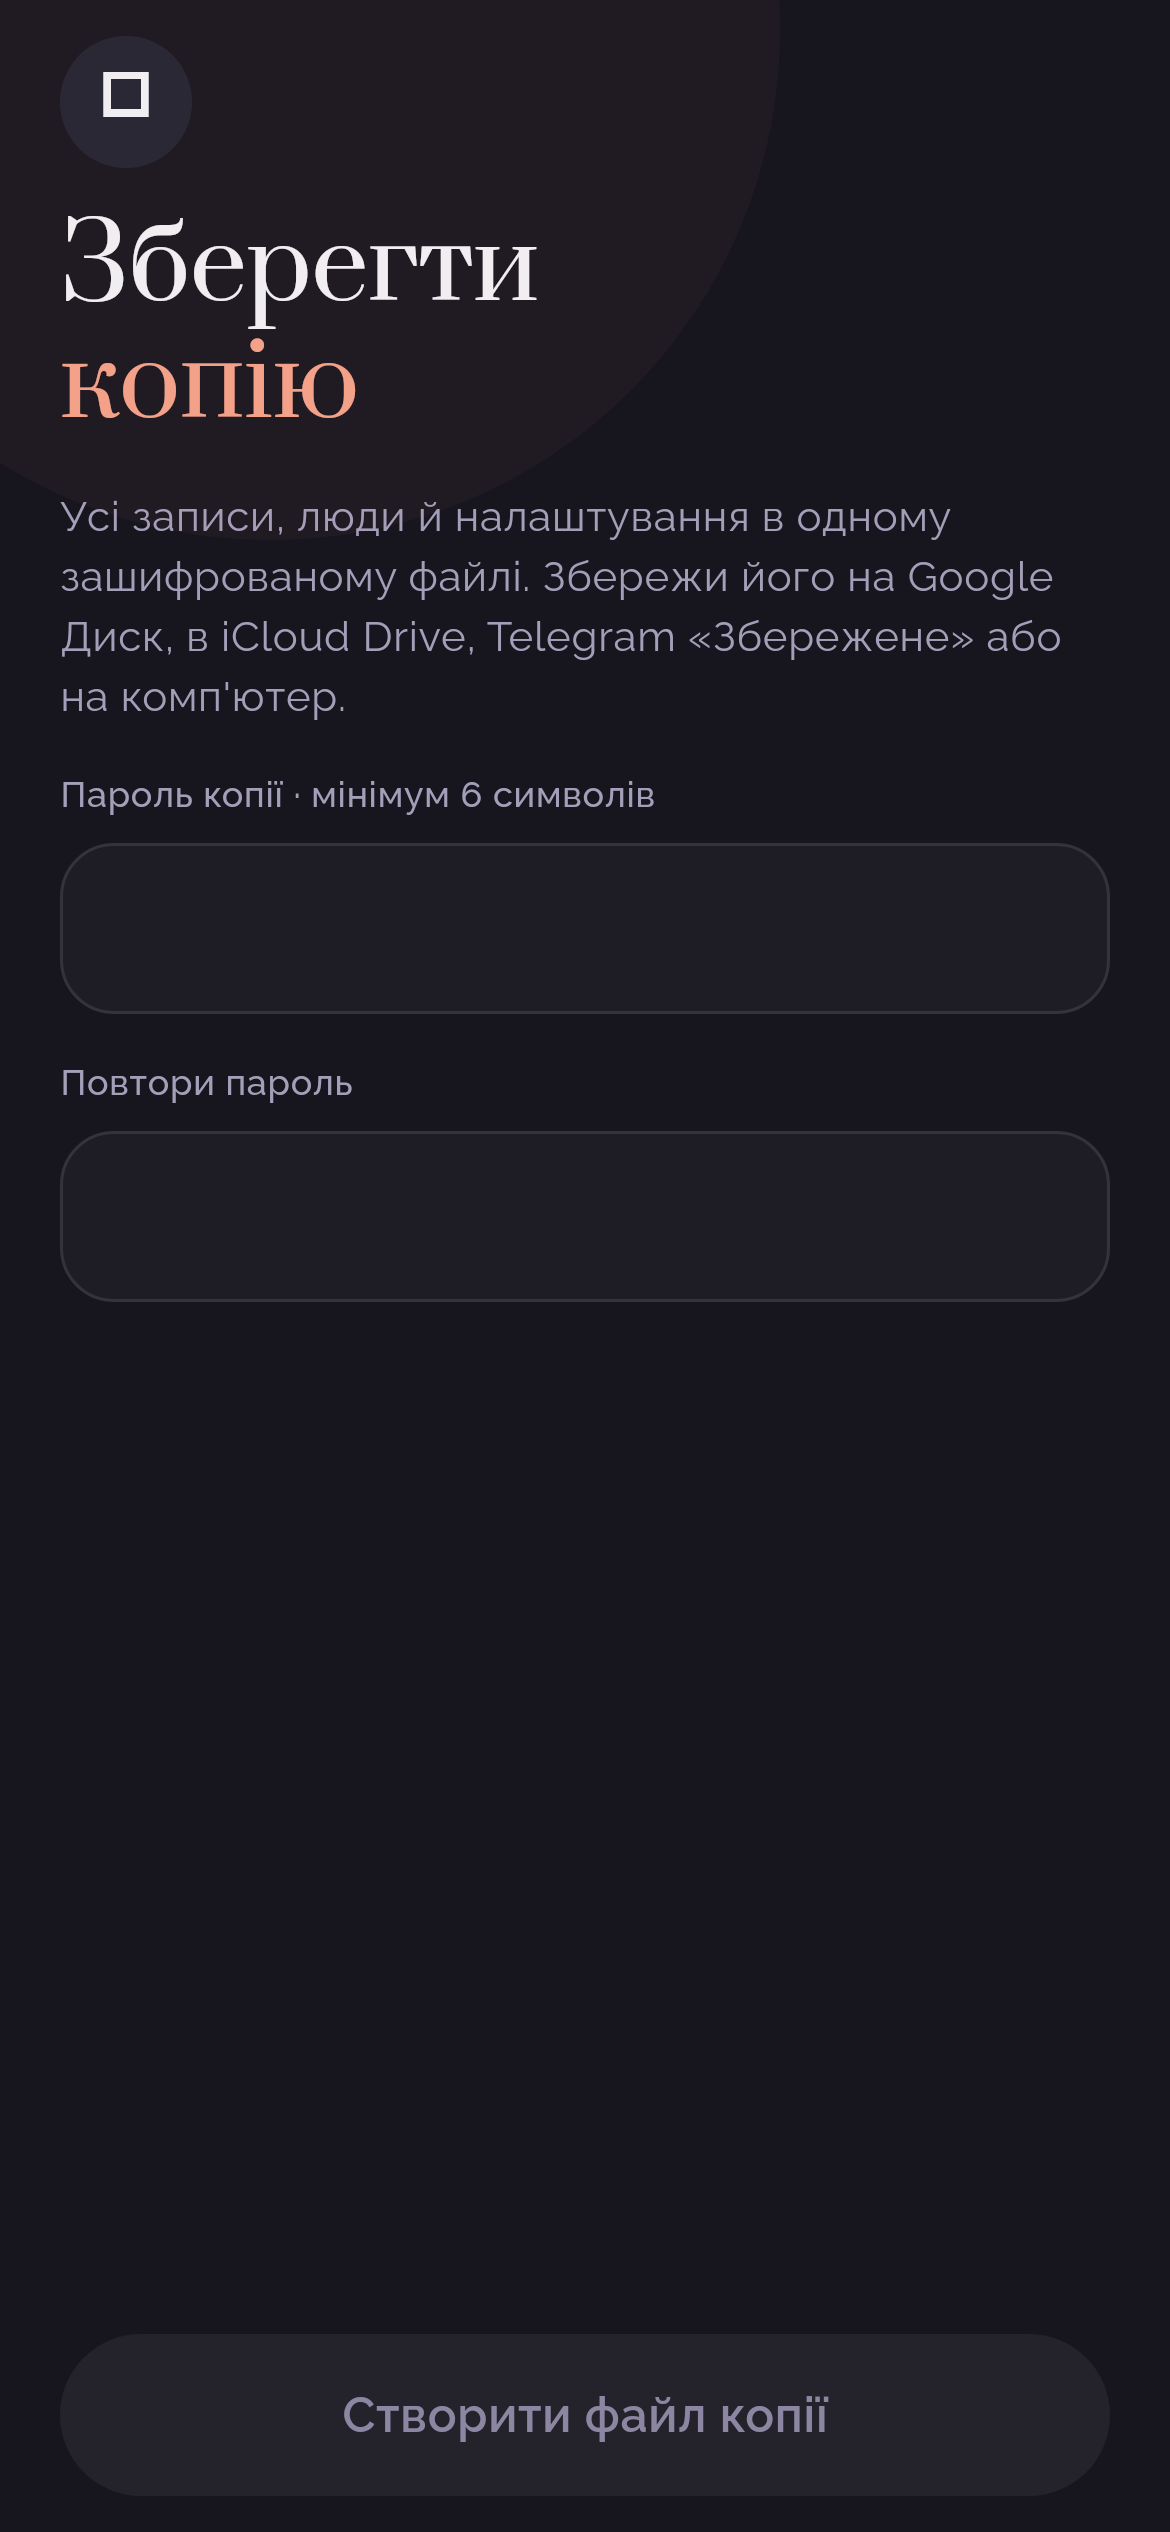 Зберегти
копію
Усі записи, люди й налаштування в одному
зашифрованому файлі. Збережи його на Google
Диск, в iCloud Drive, Telegram «Збережене» або
на комп'ютер.
Пароль копії · мінімум 6 символів
Повтори пароль
Створити файл копії